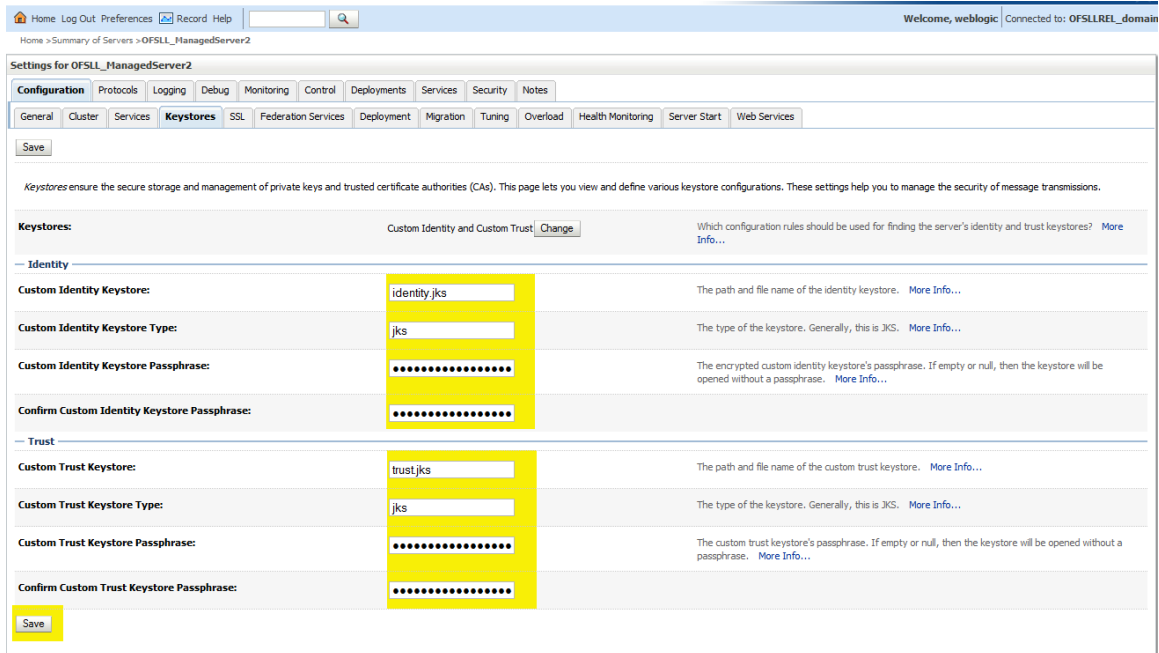 Home Log Out Preferences Record Help
Welcome, weblogic Connected to: OFSLLREL_domain
Home >Summary of Servers >OFSLL_ManagedServer2
Settings for OFSLL_ManagedServer2
Configuration Protocols Logging Debug Monitoring Control Deployments Services Security Notes
General Cluster Services Keystores SSL Federation Services Deployment Migration Tuning Overload Health Monitoring Server Start Web Services
Save
Keystores ensure the secure storage and management of private keys and trusted certificate authorities (CAs). This page lets you view and define various keystore configurations. These settings help you to manage the security of message transmissions.
Keystores: Custom Identity and Custom Trust Change Which configuration rules should be used for finding the server's identity and trust keystores? More
Info...
Identity
Custom Identity Keystore: identity.jks The path and file name of the identity keystore. More Info...
Custom Identity Keystore Type: jks The type of the keystore. Generally, this is JKS. More Info...
Custom Identity Keystore Passphrase: ●●●●●●●●●●●●●●●●● The encrypted custom identity keystore's passphrase. If empty or null, then the keystore will be
opened without a passphrase. More Info...
Confirm Custom Identity Keystore Passphrase: ●●●●●●●●●●●●●●●●●
Trust
Custom Trust Keystore: trust.jks The path and file name of the custom trust keystore. More Info...
Custom Trust Keystore Type: jks The type of the keystore. Generally, this is JKS. More Info...
Custom Trust Keystore Passphrase: ●●●●●●●●●●●●●●●●● The custom trust keystore's passphrase. If empty or null, then the keystore will be opened without a
passphrase. More Info...
Confirm Custom Trust Keystore Passphrase: ●●●●●●●●●●●●●●●●●
Save